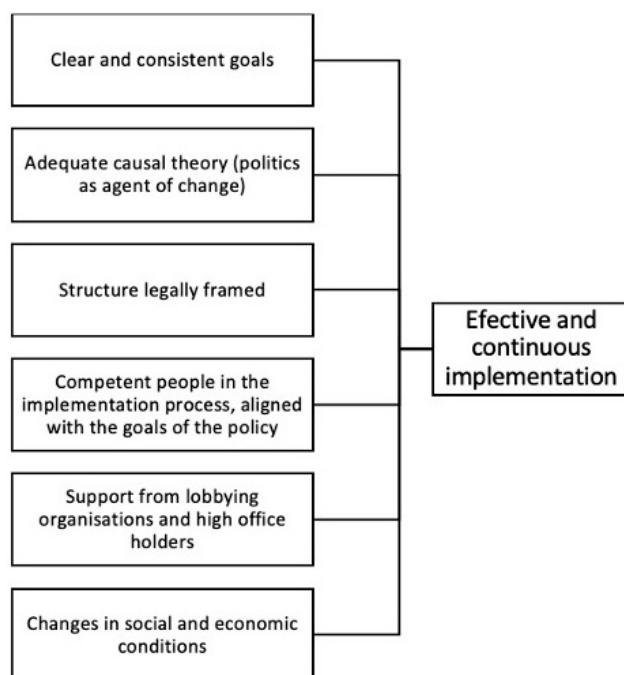 Clear and consistent goals
Adequate causal theory (politics
as agent of change)
Structure legally framed
Competent people in the
implementation process, aligned
with the goals of the policy
Support from lobbying
organisations and high office
holders
Changes in social and economic
conditions
Efective and
continuous
implementation